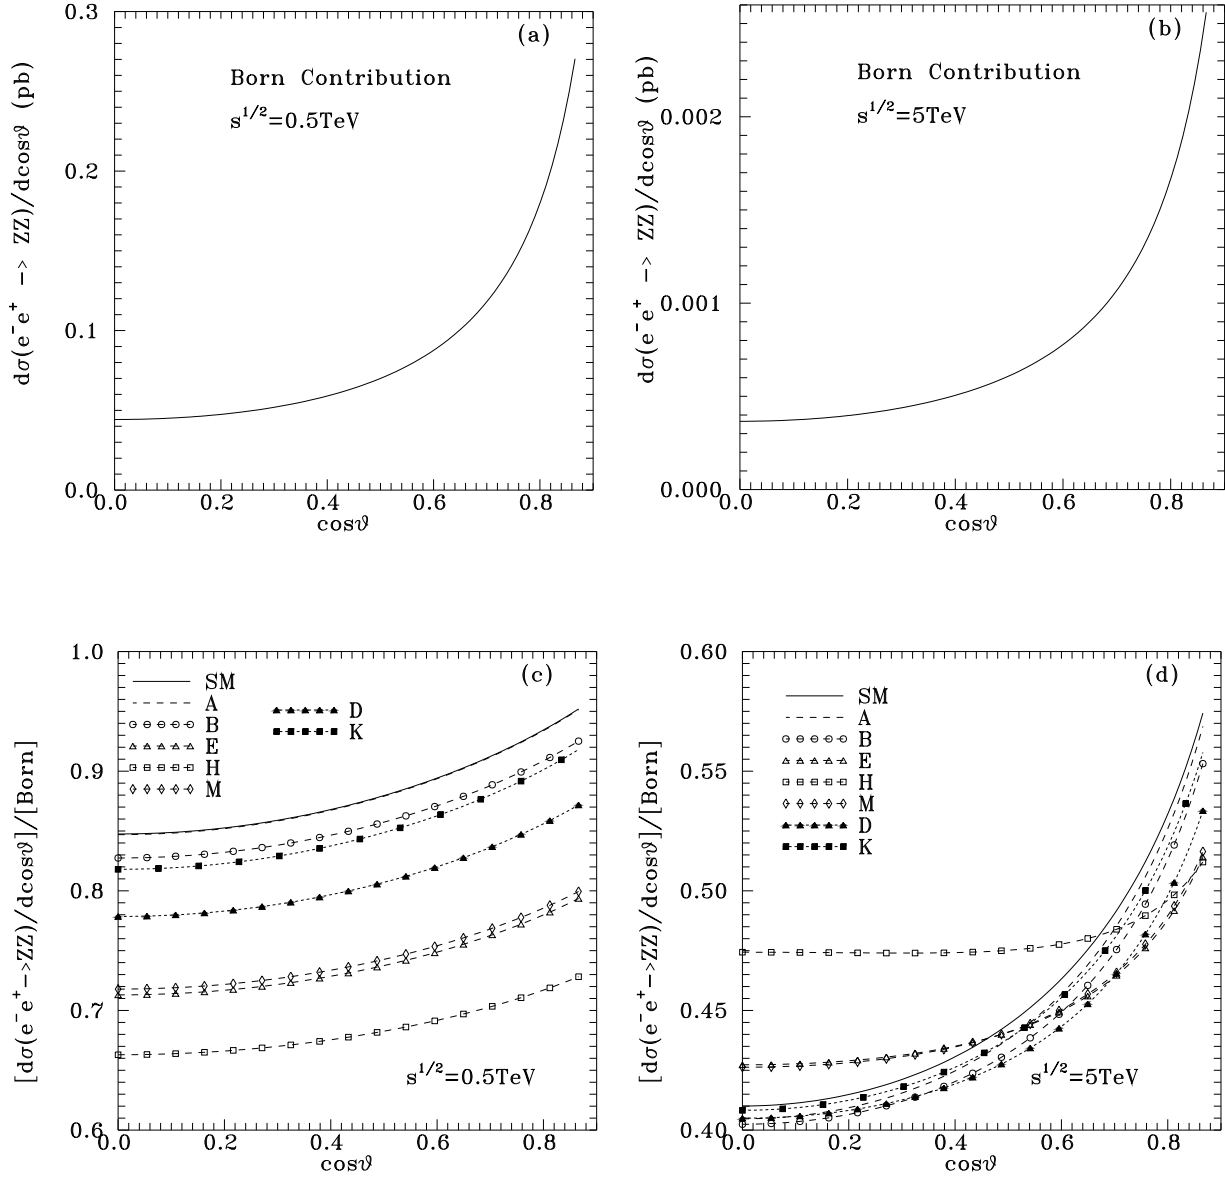 (a)
Born Contribution
s^1/2=0.5TeV
dσ(e⁻e⁺ –> ZZ)/dcosϑ (pb)
0.3
0.2
0.1
0.0
0.0 0.2 0.4 0.6 0.8
cosϑ
(b)
Born Contribution
s^1/2=5TeV
dσ(e⁻e⁺ –> ZZ)/dcosϑ (pb)
0.002
0.001
0.000
0.0 0.2 0.4 0.6 0.8
cosϑ
(c)
SM
A
B
E
H
M
D
K
s^1/2=0.5TeV
[dσ(e⁻e⁺–>ZZ)/dcosϑ]/[Born]
1.0
0.9
0.8
0.7
0.6
0.0 0.2 0.4 0.6 0.8
cosϑ
(d)
SM
A
B
E
H
M
D
K
s^1/2=5TeV
[dσ(e⁻e⁺–>ZZ)/dcosϑ]/[Born]
0.60
0.55
0.50
0.45
0.40
0.0 0.2 0.4 0.6 0.8
cosϑ